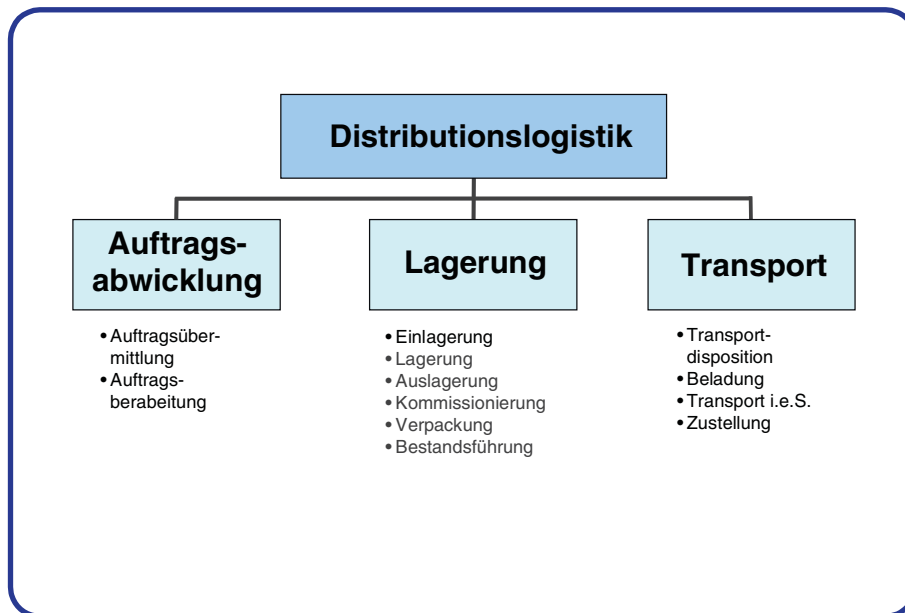 Distributionslogistik
Auftrags-
abwicklung
• Auftragsüber-
mittlung
• Auftrags-
berabeitung
Lagerung
• Einlagerung
• Lagerung
• Auslagerung
• Kommissionierung
• Verpackung
• Bestandsführung
Transport
• Transport-
disposition
• Beladung
• Transport i.e.S.
• Zustellung